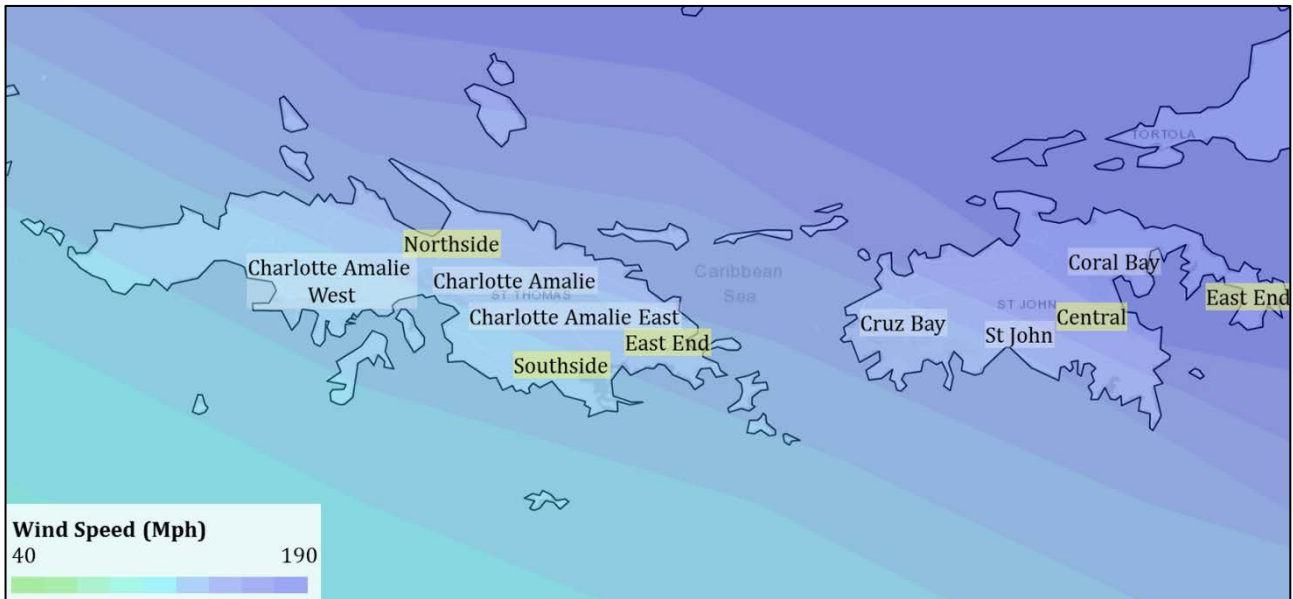 TORTOLA
Northside
Charlotte Amalie
West
Charlotte Amalie
ST THOMAS
Charlotte Amalie East
East End
Southside
Caribbean
Sea
Coral Bay
East End
ST JOHN
Central
Cruz Bay
St John
Wind Speed (Mph)
40 190